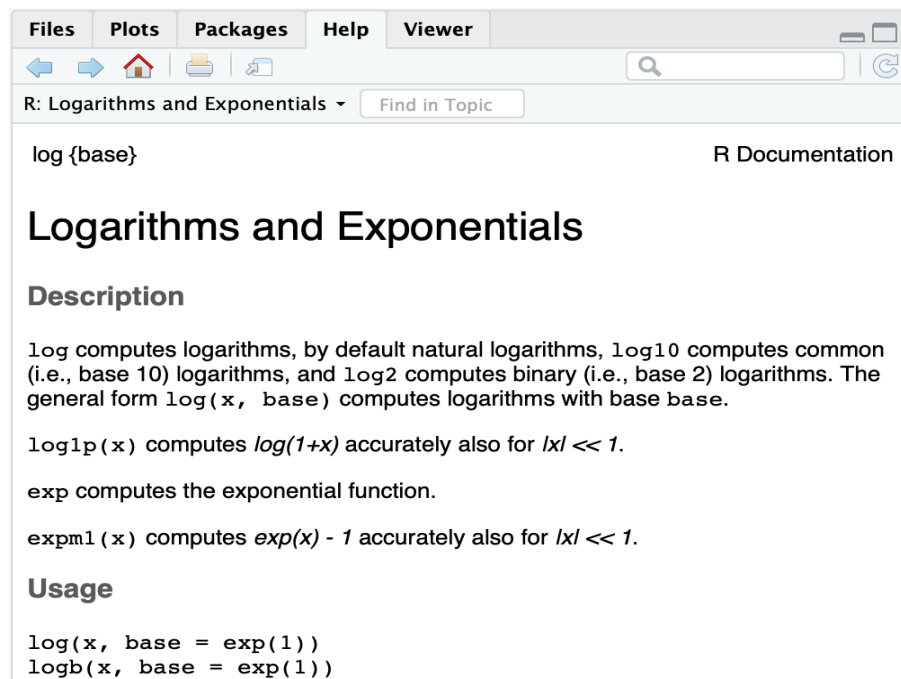 Files Plots Packages Help Viewer
R: Logarithms and Exponentials Find in Topic
log {base} R Documentation
Logarithms and Exponentials
Description
log computes logarithms, by default natural logarithms, log10 computes common
(i.e., base 10) logarithms, and log2 computes binary (i.e., base 2) logarithms. The
general form log(x, base) computes logarithms with base base.
log1p(x) computes log(1+x) accurately also for |x| << 1.
exp computes the exponential function.
expm1(x) computes exp(x) - 1 accurately also for |x| << 1.
Usage
log(x, base = exp(1))
logb(x, base = exp(1))